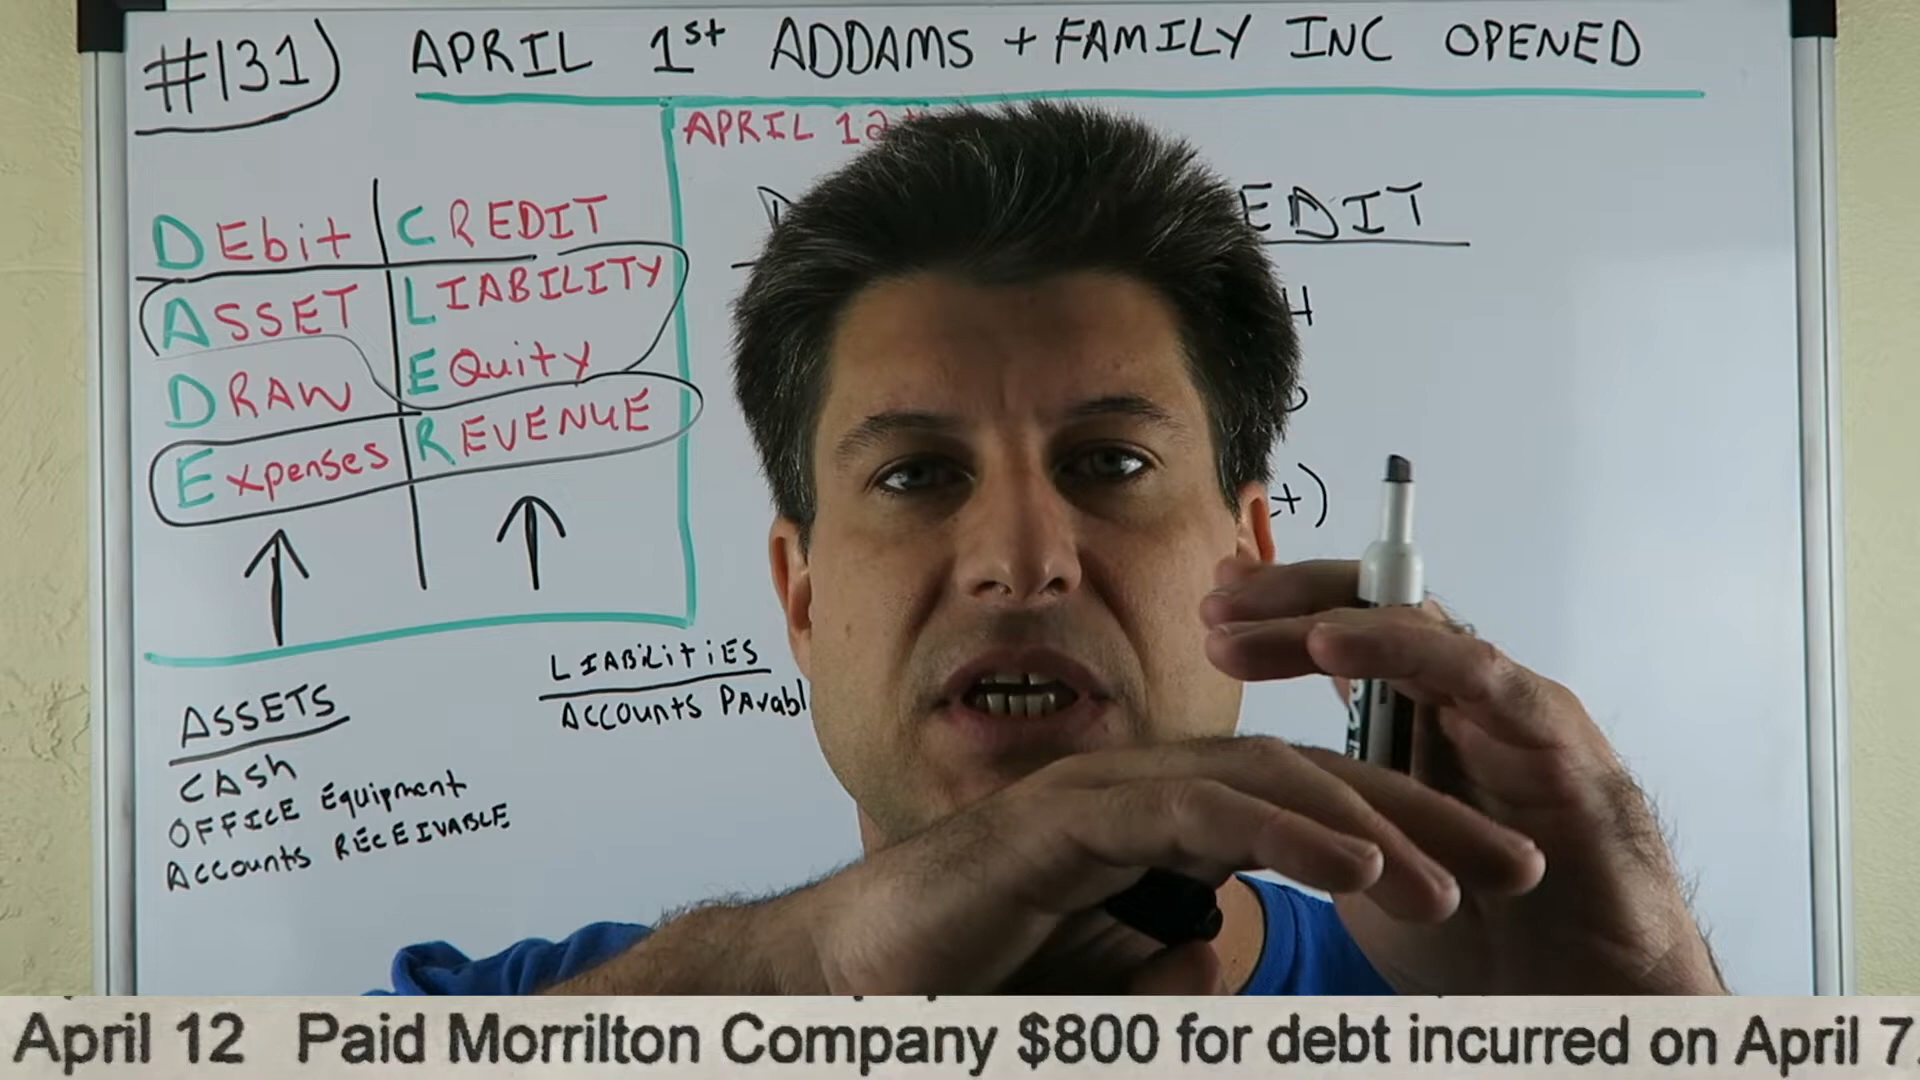 #131) APRIL 1st ADDAMS + FAMILY INC OPENED
APRIL 12
DEbit CREDIT
ASSET LIABILITY
DRAW EQuity
Expenses REVENUE
EDIT
H
ct)
LIABILITIES
ACCOUNTS PAYabl
ASSETS
CASh
OFFICE Equipment
Accounts RECEIVABLE
April 12 Paid Morrilton Company $800 for debt incurred on April 7.